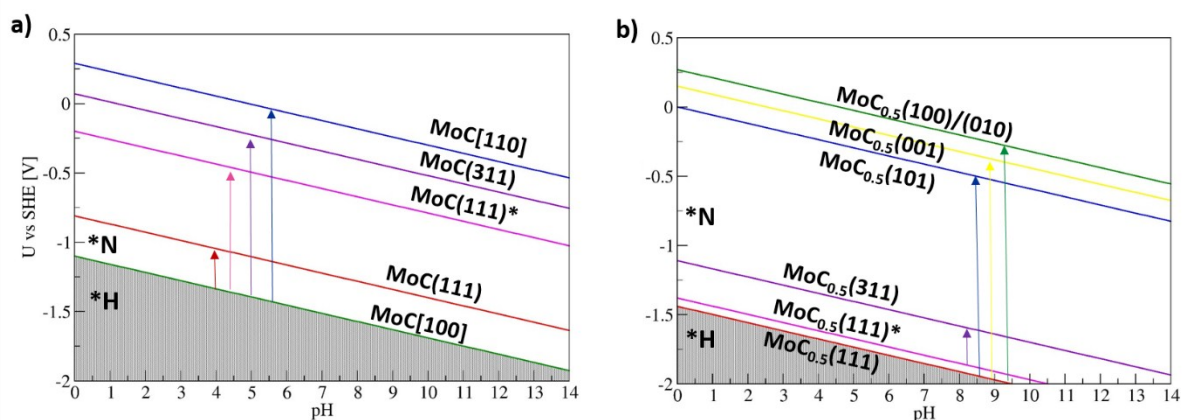 a)
U vs SHE [V]
0.5
0
-0.5
-1
-1.5
-2
MoC[110]
MoC(311)
MoC(111)*
MoC(111)
MoC[100]
*N
*H
0 1 2 3 4 5 6 7 8 9 10 11 12 13 14
pH
b)
0.5
0
-0.5
-1
-1.5
-2
MoC0.5(100)/(010)
MoC0.5(001)
MoC0.5(101)
*N
MoC0.5(311)
MoC0.5(111)*
MoC0.5(111)
*H
0 1 2 3 4 5 6 7 8 9 10 11 12 13 14
pH